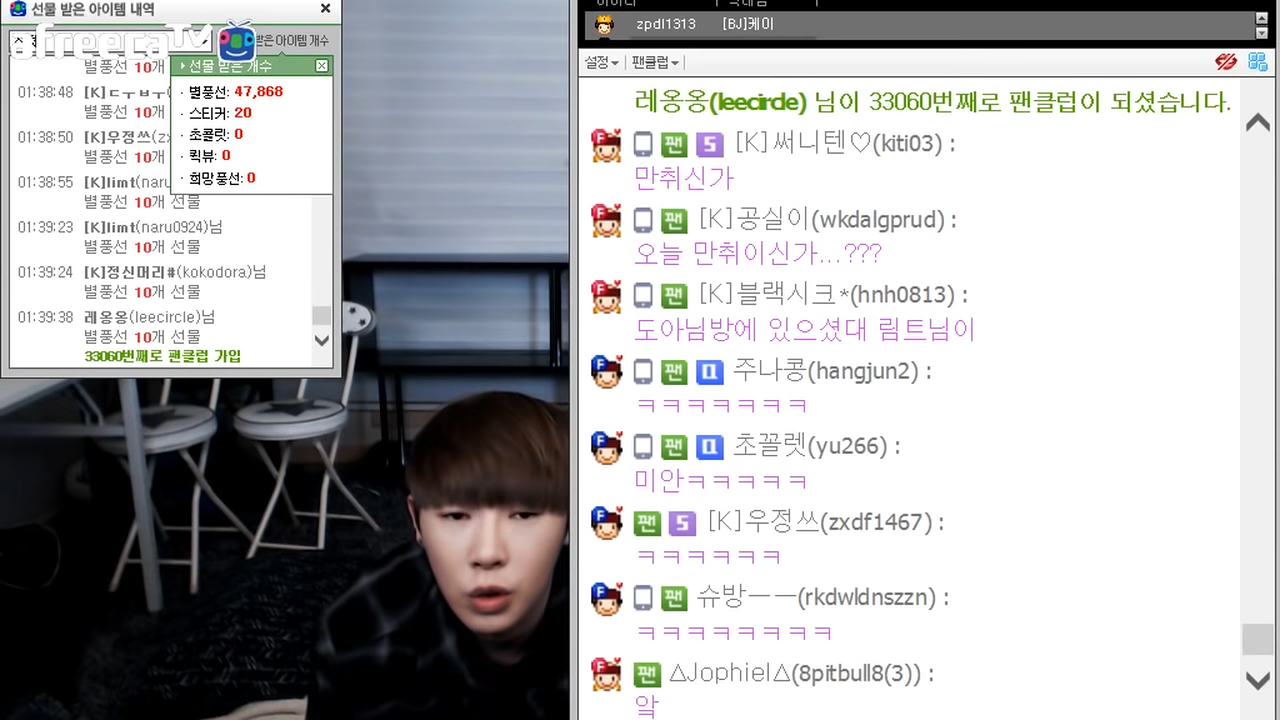 선물 받은 아이템 내역
afreecaTV
받은 아이템 개수
별풍선 10개
선물 받은 개수
· 별풍선: 47,868
· 스티커: 20
· 초콜릿: 0
· 퀵뷰: 0
· 희망풍선: 0
01:38:48 [K]ㄷㅜㅂㅜ
별풍선 10개
01:38:50 [K]우정쓰(zx
별풍선 10개
01:38:55 [K]limt(naru
별풍선 10개 선물
01:39:23 [K]limt(naru0924)님
별풍선 10개 선물
01:39:24 [K]정신머리#(kokodora)님
별풍선 10개 선물
01:39:38 레옹옹(leecircle)님
별풍선 10개 선물
33060번째로 팬클럽 가입
zpdl1313 [BJ]케이
설정 팬클럽
레옹옹(leecircle) 님이 33060번째로 팬클럽이 되셨습니다.
팬 S [K]써니텐♡(kiti03) :
만취신가
팬 [K]공실이(wkdalgprud) :
오늘 만취이신가...???
팬 [K]블랙시크*(hnh0813) :
도아님방에 있으셨대 림트님이
팬 Q 주나콩(hangjun2) :
ㅋㅋㅋㅋㅋㅋㅋ
팬 Q 초꼴렛(yu266) :
미안ㅋㅋㅋㅋㅋ
팬 S [K]우정쓰(zxdf1467) :
ㅋㅋㅋㅋㅋㅋ
팬 슈방ㅡㅡ(rkdwldnszzn) :
ㅋㅋㅋㅋㅋㅋㅋㅋ
팬 △Jophiel△(8pitbull8(3)) :
앜